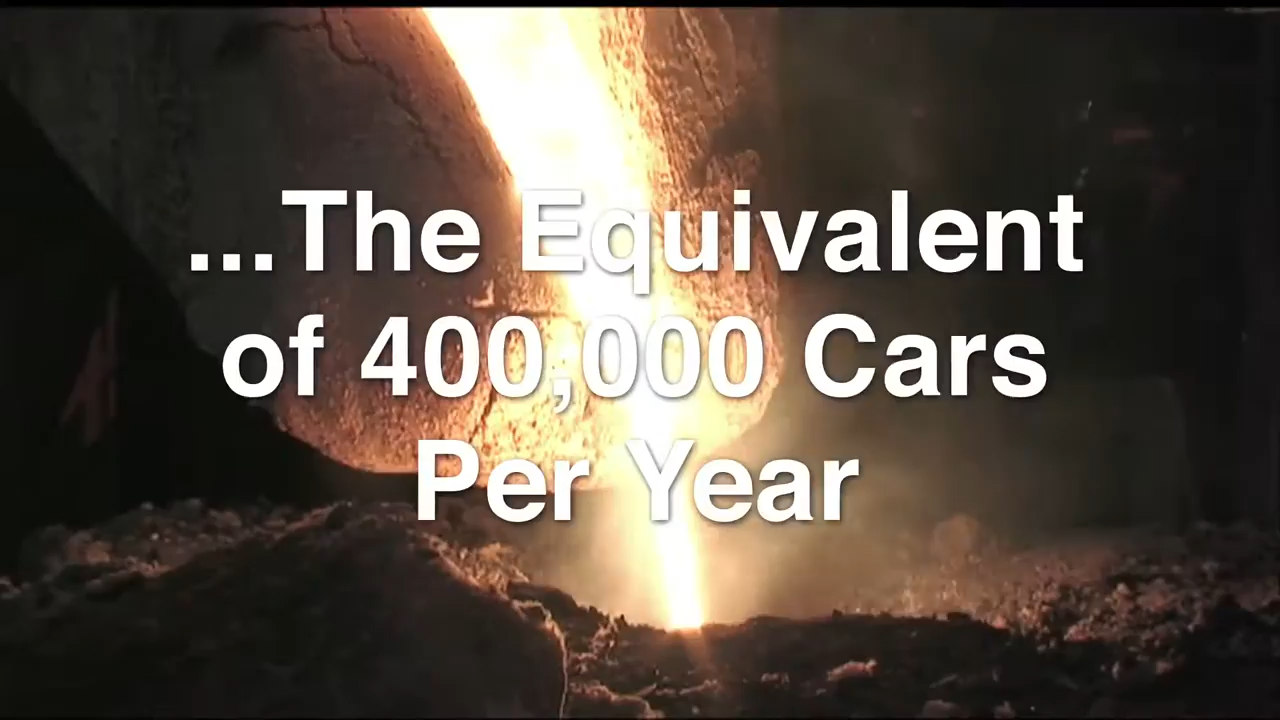 ...The Equivalent
of 400,000 Cars
Per Year